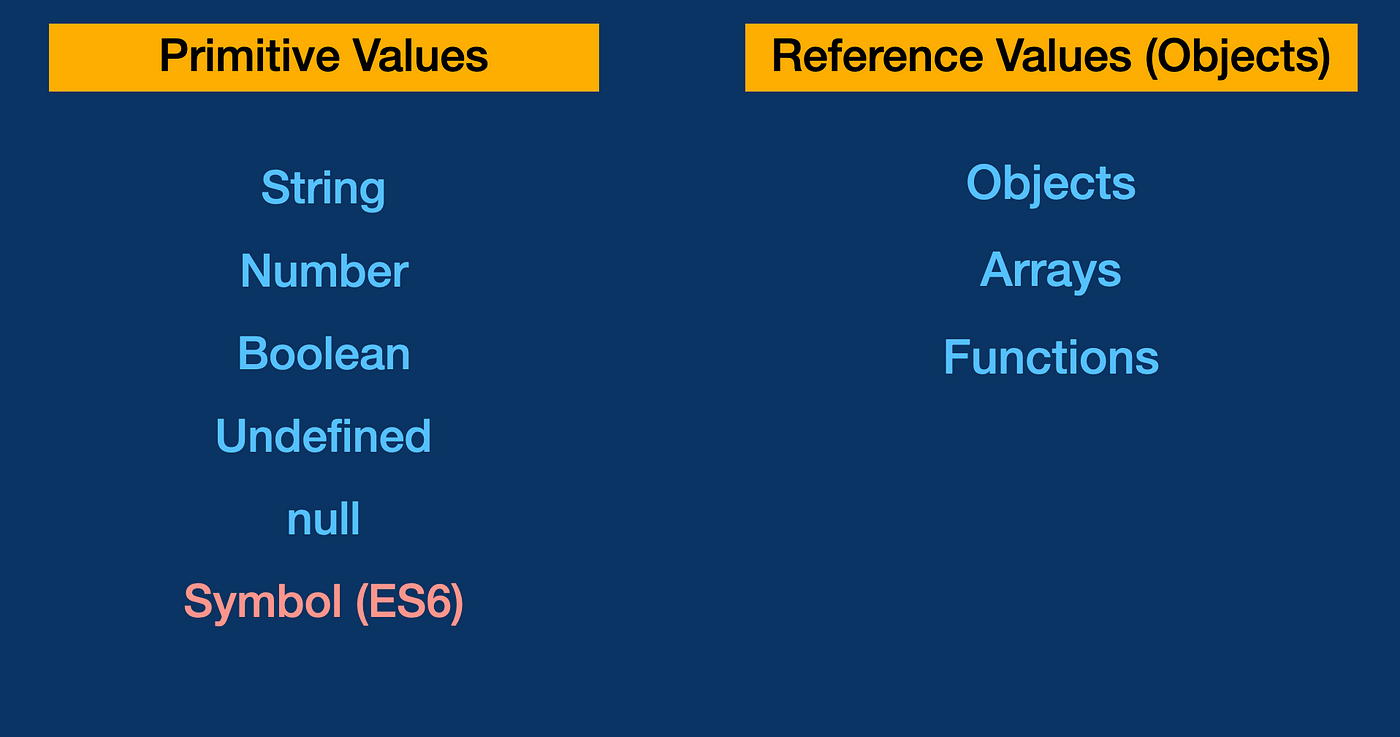 Primitive Values
String
Number
Boolean
Undefined
null
Symbol (ES6)
Reference Values (Objects)
Objects
Arrays
Functions